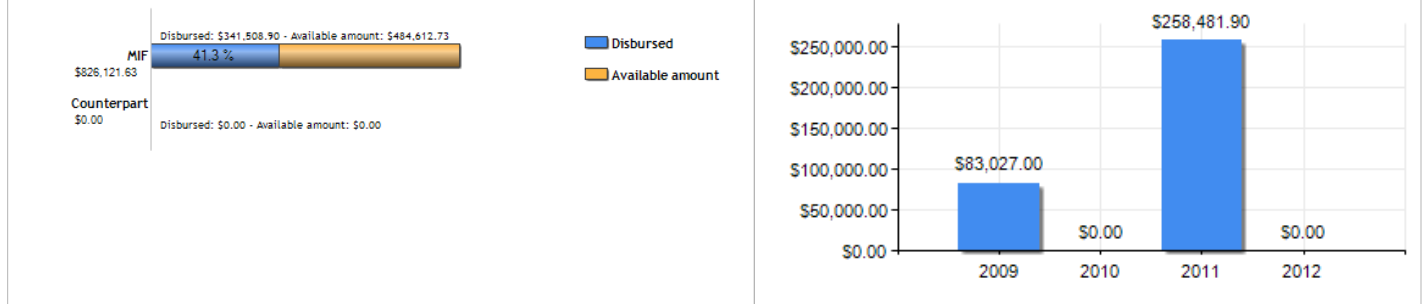 Disbursed: $341,508.90 - Available amount: $484,612.73
MIF
41.3 %
$826,121.63
Counterpart
$0.00
Disbursed: $0.00 - Available amount: $0.00
Disbursed
Available amount
$258,481.90
$250,000.00
$200,000.00
$150,000.00
$83,027.00
$100,000.00
$50,000.00
$0.00
$0.00
$0.00
2009
2010
2011
2012